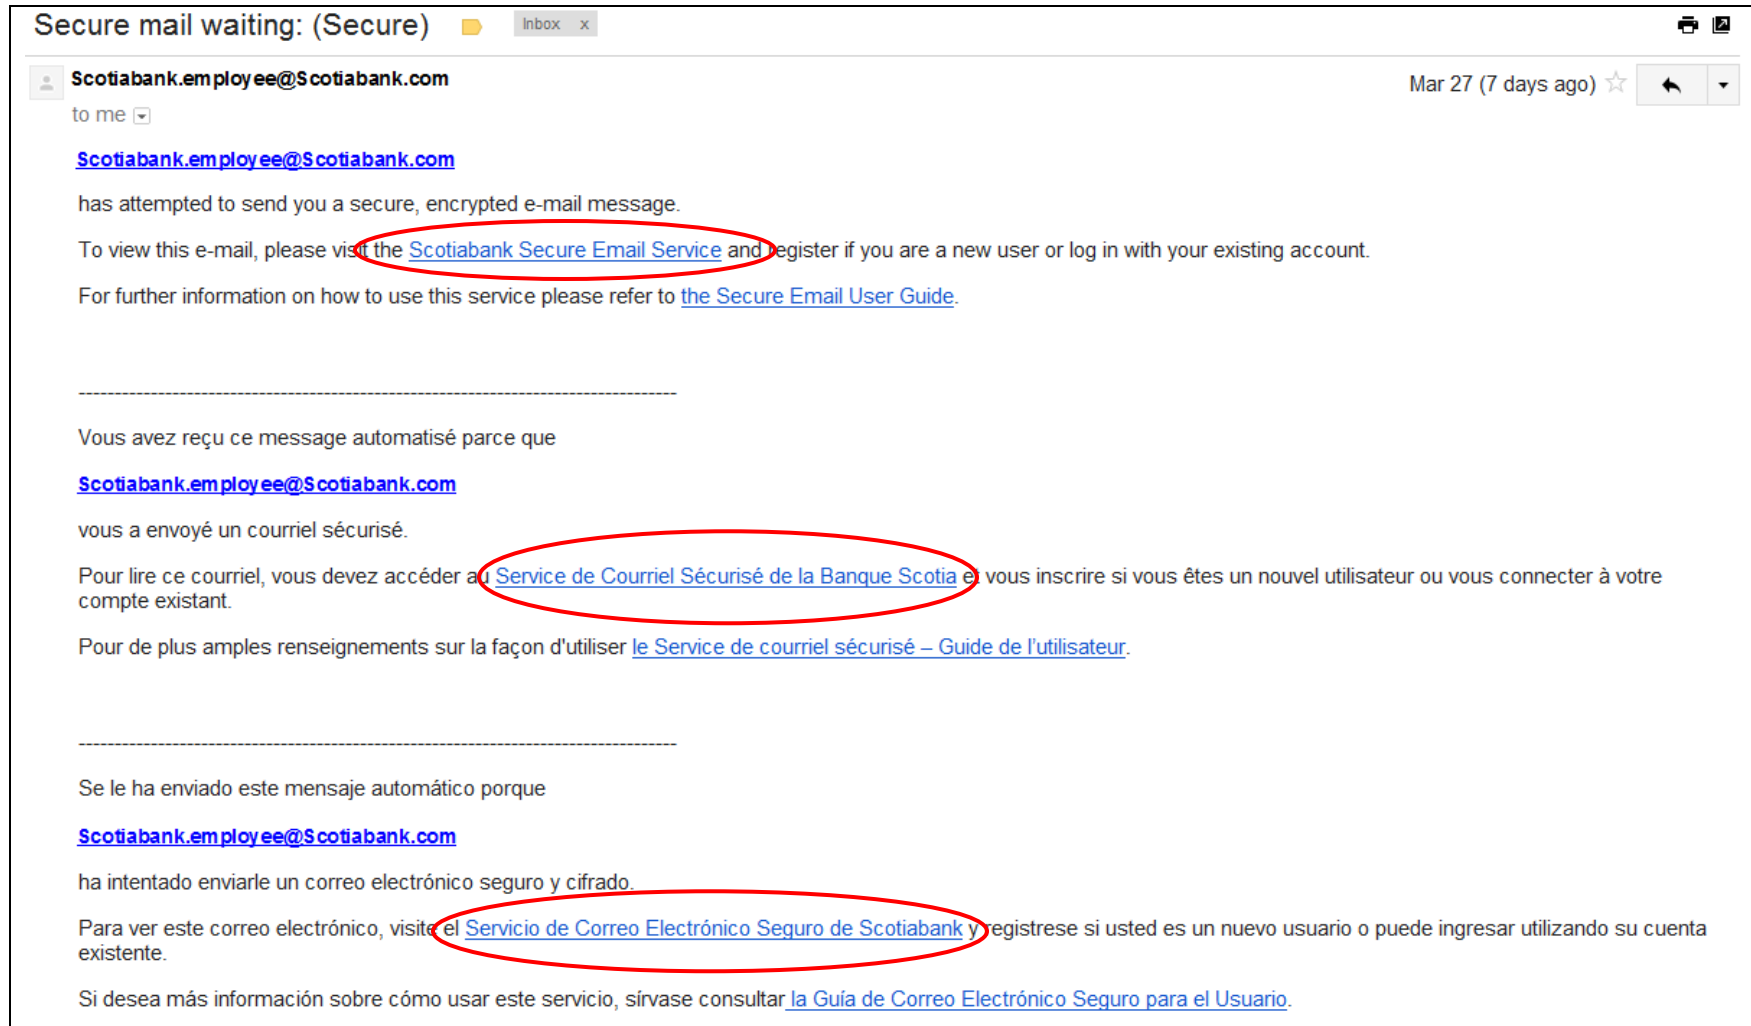 Secure mail waiting: (Secure) Inbox x
Scotiabank.employee@Scotiabank.com Mar 27 (7 days ago)
to me
Scotiabank.employee@Scotiabank.com
has attempted to send you a secure, encrypted e-mail message.
To view this e-mail, please visit the Scotiabank Secure Email Service and register if you are a new user or log in with your existing account.
For further information on how to use this service please refer to the Secure Email User Guide.
-----------------------------------------------------------------------------------
Vous avez reçu ce message automatisé parce que
Scotiabank.employee@Scotiabank.com
vous a envoyé un courriel sécurisé.
Pour lire ce courriel, vous devez accéder au Service de Courriel Sécurisé de la Banque Scotia et vous inscrire si vous êtes un nouvel utilisateur ou vous connecter à votre
compte existant.
Pour de plus amples renseignements sur la façon d'utiliser le Service de courriel sécurisé – Guide de l’utilisateur.
-----------------------------------------------------------------------------------
Se le ha enviado este mensaje automático porque
Scotiabank.employee@Scotiabank.com
ha intentado enviarle un correo electrónico seguro y cifrado.
Para ver este correo electrónico, visite el Servicio de Correo Electrónico Seguro de Scotiabank y registrese si usted es un nuevo usuario o puede ingresar utilizando su cuenta
existente.
Si desea más información sobre cómo usar este servicio, sírvase consultar la Guía de Correo Electrónico Seguro para el Usuario.